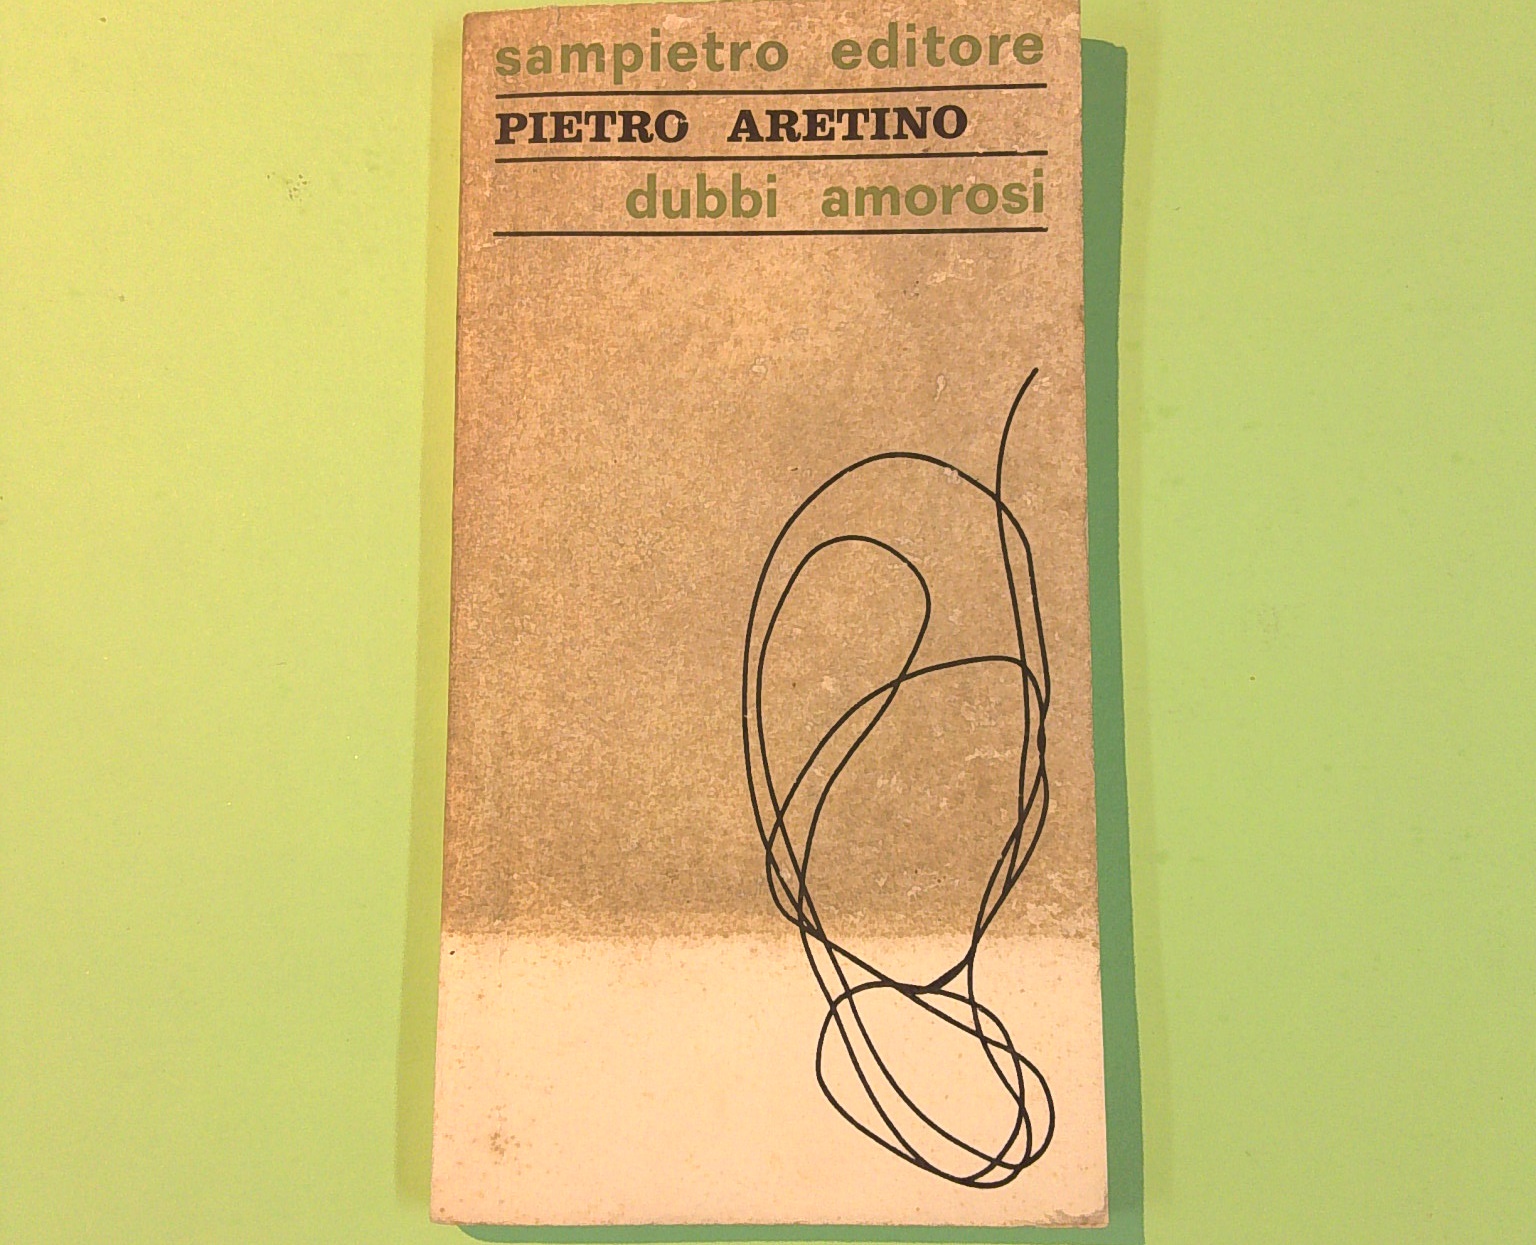 sampietro editore
PIETRO ARETINO
dubbi amorosi